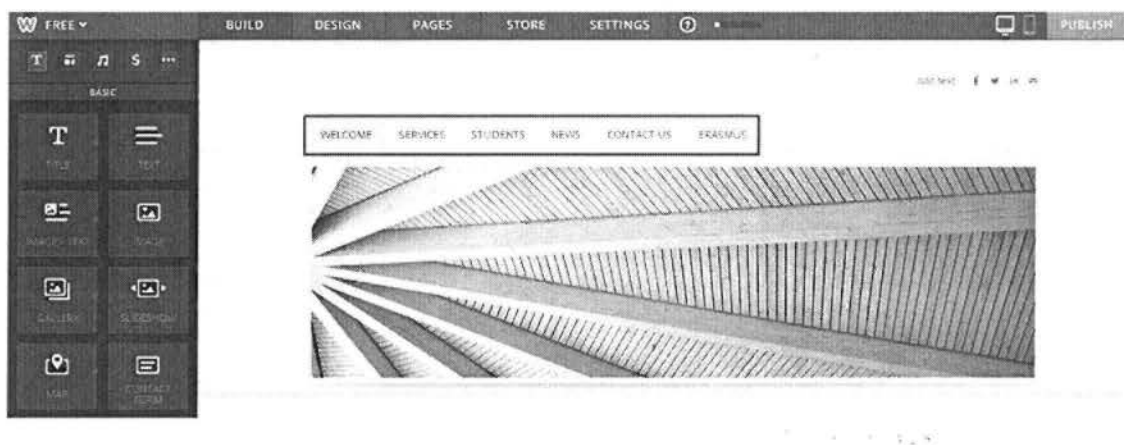 FREE BUILD DESIGN PAGES STORE SETTINGS ? PUBLISH
T $ ...
BASIC
WELCOME SERVICES STUDENTS NEWS CONTACT US ERASMUS
TITLE TEXT
IMAGE
GALLERY SLIDESHOW
MAP CONTACT
FORM